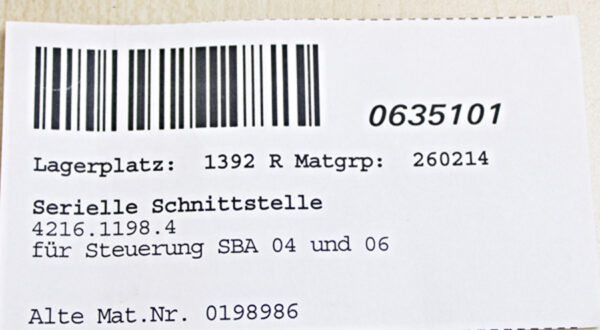 0635101
Lagerplatz: 1392 R Matgrp: 260214
Serielle Schnittstelle
4216.1198.4
für Steuerung SBA 04 und 06
Alte Mat.Nr. 0198986